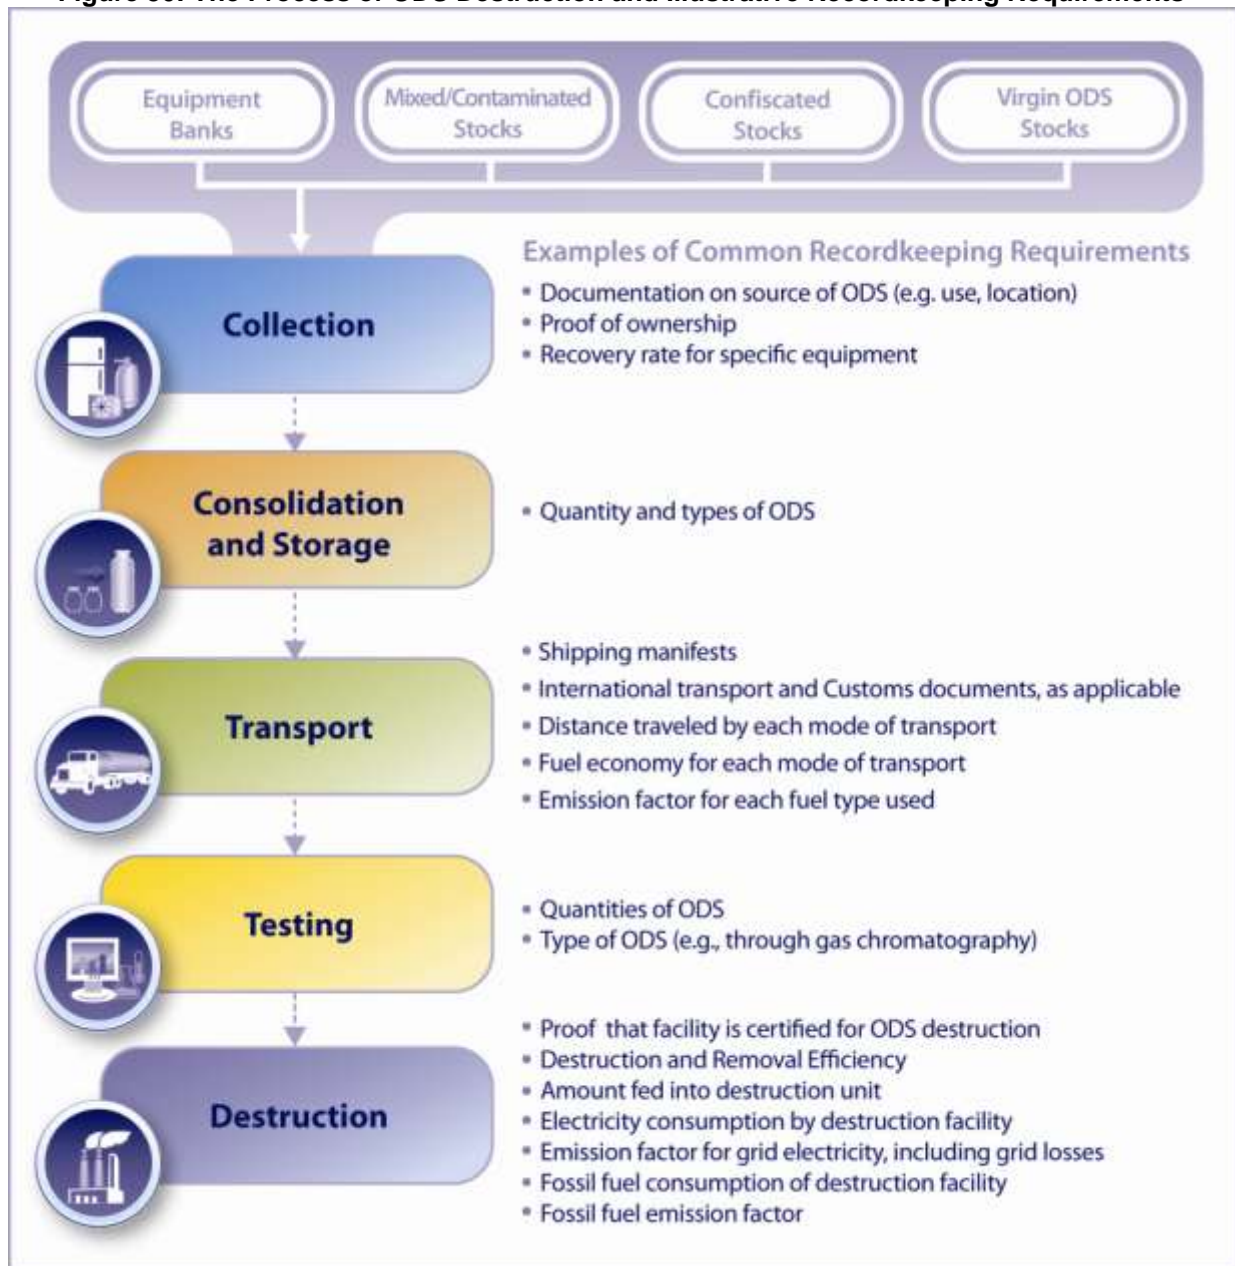 Equipment
Banks
Mixed/Contaminated
Stocks
Confiscated
Stocks
Virgin ODS
Stocks
Examples of Common Recordkeeping Requirements
Collection
• Documentation on source of ODS (e.g. use, location)
• Proof of ownership
• Recovery rate for specific equipment
Consolidation
and Storage
• Quantity and types of ODS
Transport
• Shipping manifests
• International transport and Customs documents, as applicable
• Distance traveled by each mode of transport
• Fuel economy for each mode of transport
• Emission factor for each fuel type used
Testing
• Quantities of ODS
• Type of ODS (e.g., through gas chromatography)
Destruction
• Proof that facility is certified for ODS destruction
• Destruction and Removal Efficiency
• Amount fed into destruction unit
• Electricity consumption by destruction facility
• Emission factor for grid electricity, including grid losses
• Fossil fuel consumption of destruction facility
• Fossil fuel emission factor